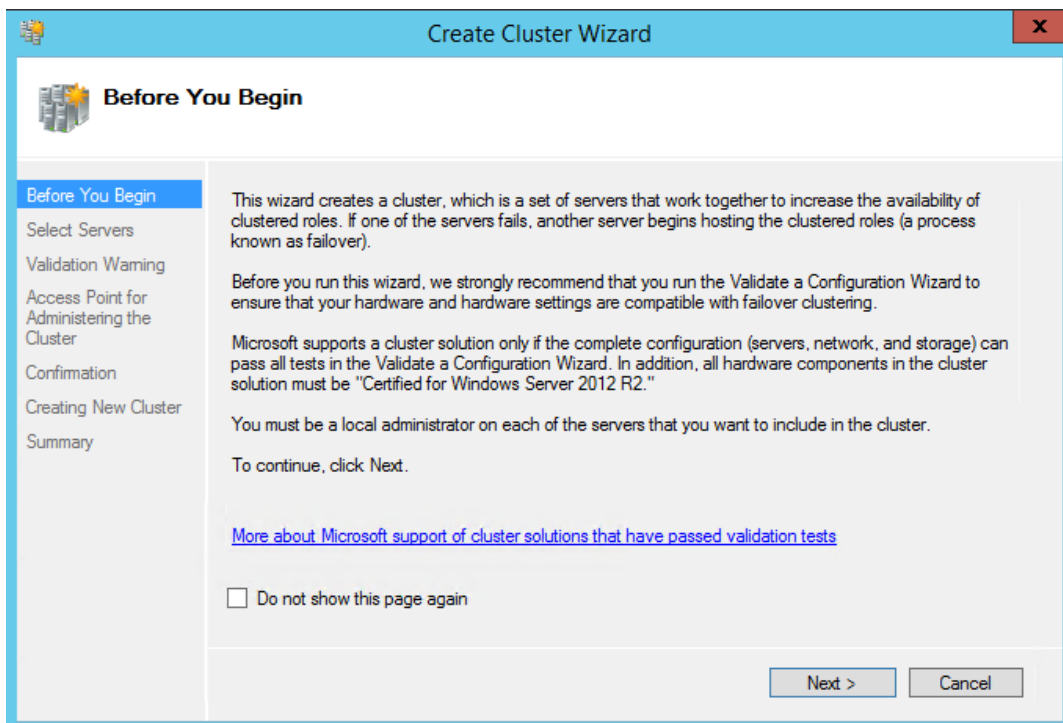 Create Cluster Wizard
X
Before You Begin
Before You Begin
Select Servers
Validation Warning
Access Point for
Administering the
Cluster
Confirmation
Creating New Cluster
Summary
This wizard creates a cluster, which is a set of servers that work together to increase the availability of
clustered roles. If one of the servers fails, another server begins hosting the clustered roles (a process
known as failover).
Before you run this wizard, we strongly recommend that you run the Validate a Configuration Wizard to
ensure that your hardware and hardware settings are compatible with failover clustering.
Microsoft supports a cluster solution only if the complete configuration (servers, network, and storage) can
pass all tests in the Validate a Configuration Wizard. In addition, all hardware components in the cluster
solution must be "Certified for Windows Server 2012 R2."
You must be a local administrator on each of the servers that you want to include in the cluster.
To continue, click Next.
More about Microsoft support of cluster solutions that have passed validation tests
Do not show this page again
Next >
Cancel